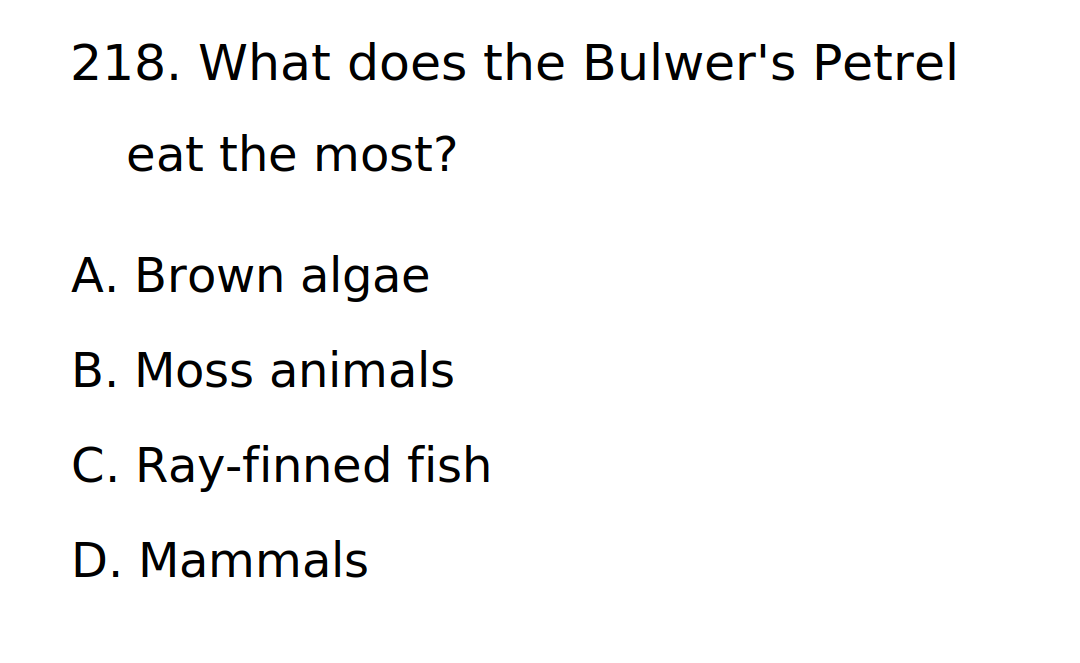 218. What does the Bulwer's Petrel
eat the most?
A. Brown algae
B. Moss animals
C. Ray-finned fish
D. Mammals